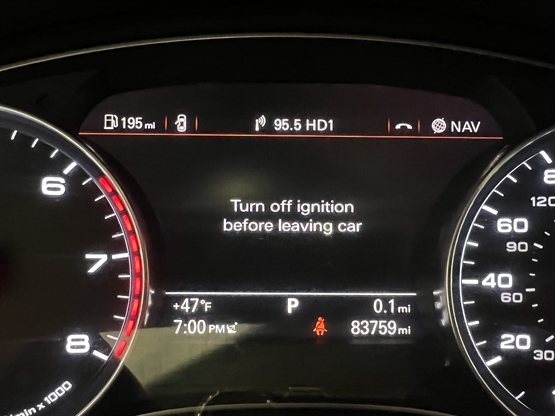 195 mi 95.5 HD1 NAV
Turn off ignition
before leaving car
+47°F P 0.1 mi
7:00 PM 83759 mi
6
7
8
min x 1000
8
120
60
90
40
60
20
30